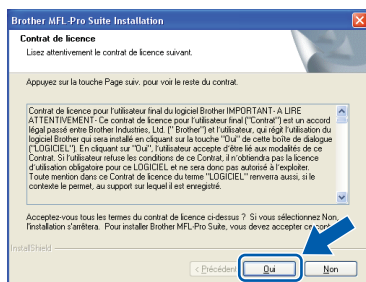 Brother MFL-Pro Suite Installation
Contrat de licence
Lisez attentivement le contrat de licence suivant.
Appuyez sur la touche Page suiv. pour voir le reste du contrat.
Contrat de licence pour l'utilisateur final du logiciel Brother IMPORTANT- A LIRE
ATTENTIVEMENT- Ce contrat de licence pour l'utilisateur final ("Contrat") est un accord
légal passé entre Brother Industries, Ltd. (" Brother") et l'utilisateur, qui régit l'utilisation du
logiciel Brother qui sera installé en cliquant sur la touche "Oui" de cette boîte de dialogue
("LOGICIEL"). En cliquant sur "Oui", l'utilisateur accepte d'être lié aux modalités de ce
Contrat. Si l'utilisateur refuse les conditions de ce Contrat, il n'obtiendra pas la licence
d'utilisation obligatoire pour ce LOGICIEL et ne sera donc pas autorisé à l'exploiter.
Toute mention dans ce Contrat de licence du terme "LOGICIEL" renverra aussi, si le
contexte le permet, au support sur lequel il est enregistré.
Acceptez-vous tous les termes du contrat de licence ci-dessus ? Si vous sélectionnez Non,
l'installation s'arrêtera. Pour installer Brother MFL-Pro Suite, vous devez accepter ce
InstallShield
< Précédent
Oui
Non